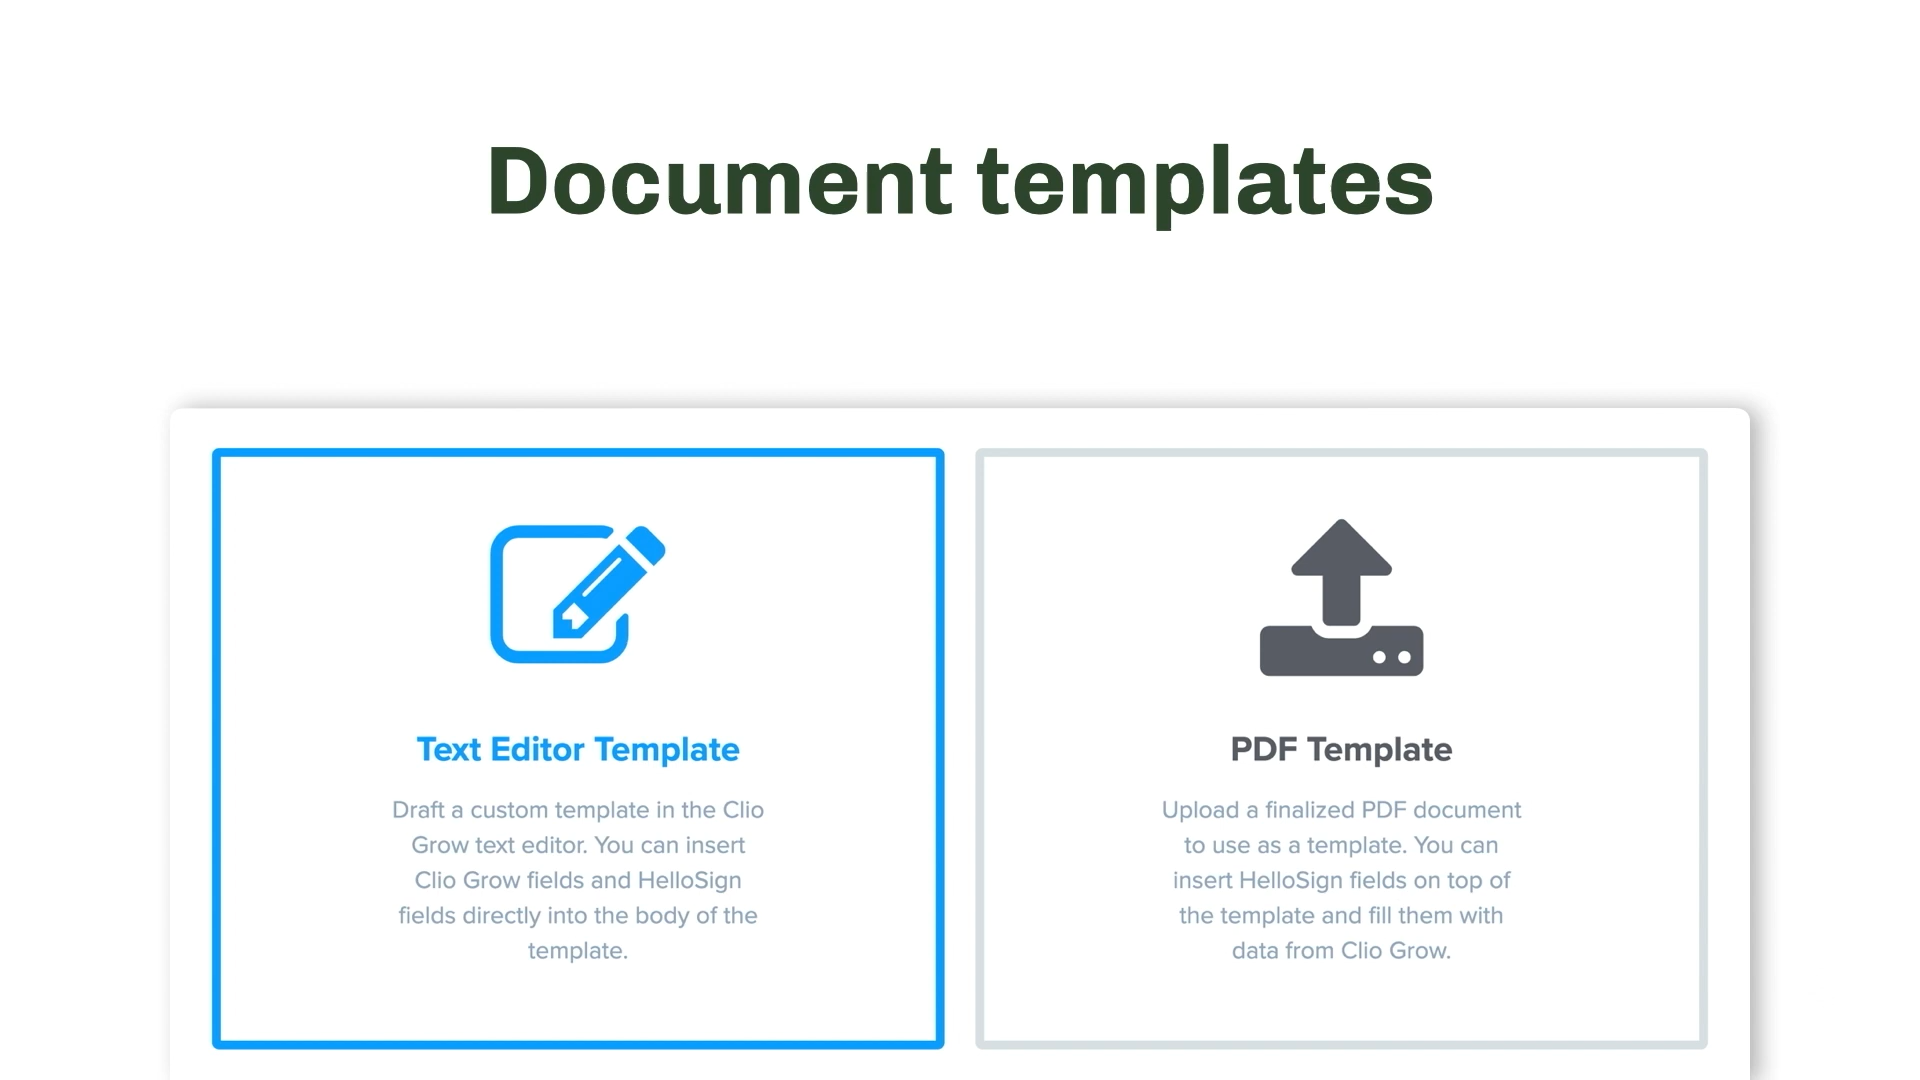 Document templates
Text Editor Template
Draft a custom template in the Clio
Grow text editor. You can insert
Clio Grow fields and HelloSign
fields directly into the body of the
template.
PDF Template
Upload a finalized PDF document
to use as a template. You can
insert HelloSign fields on top of
the template and fill them with
data from Clio Grow.